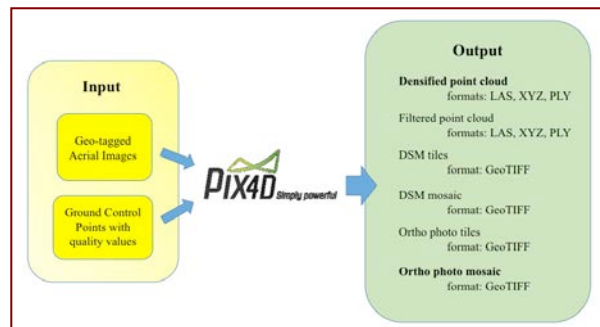 Input
Geo-tagged
Aerial Images
Ground Control
Points with
quality values
PIX4D
Simply powerful
Output
Densified point cloud
formats: LAS, XYZ, PLY
Filtered point cloud
formats: LAS, XYZ, PLY
DSM tiles
format: GeoTIFF
DSM mosaic
format: GeoTIFF
Ortho photo tiles
format: GeoTIFF
Ortho photo mosaic
format: GeoTIFF